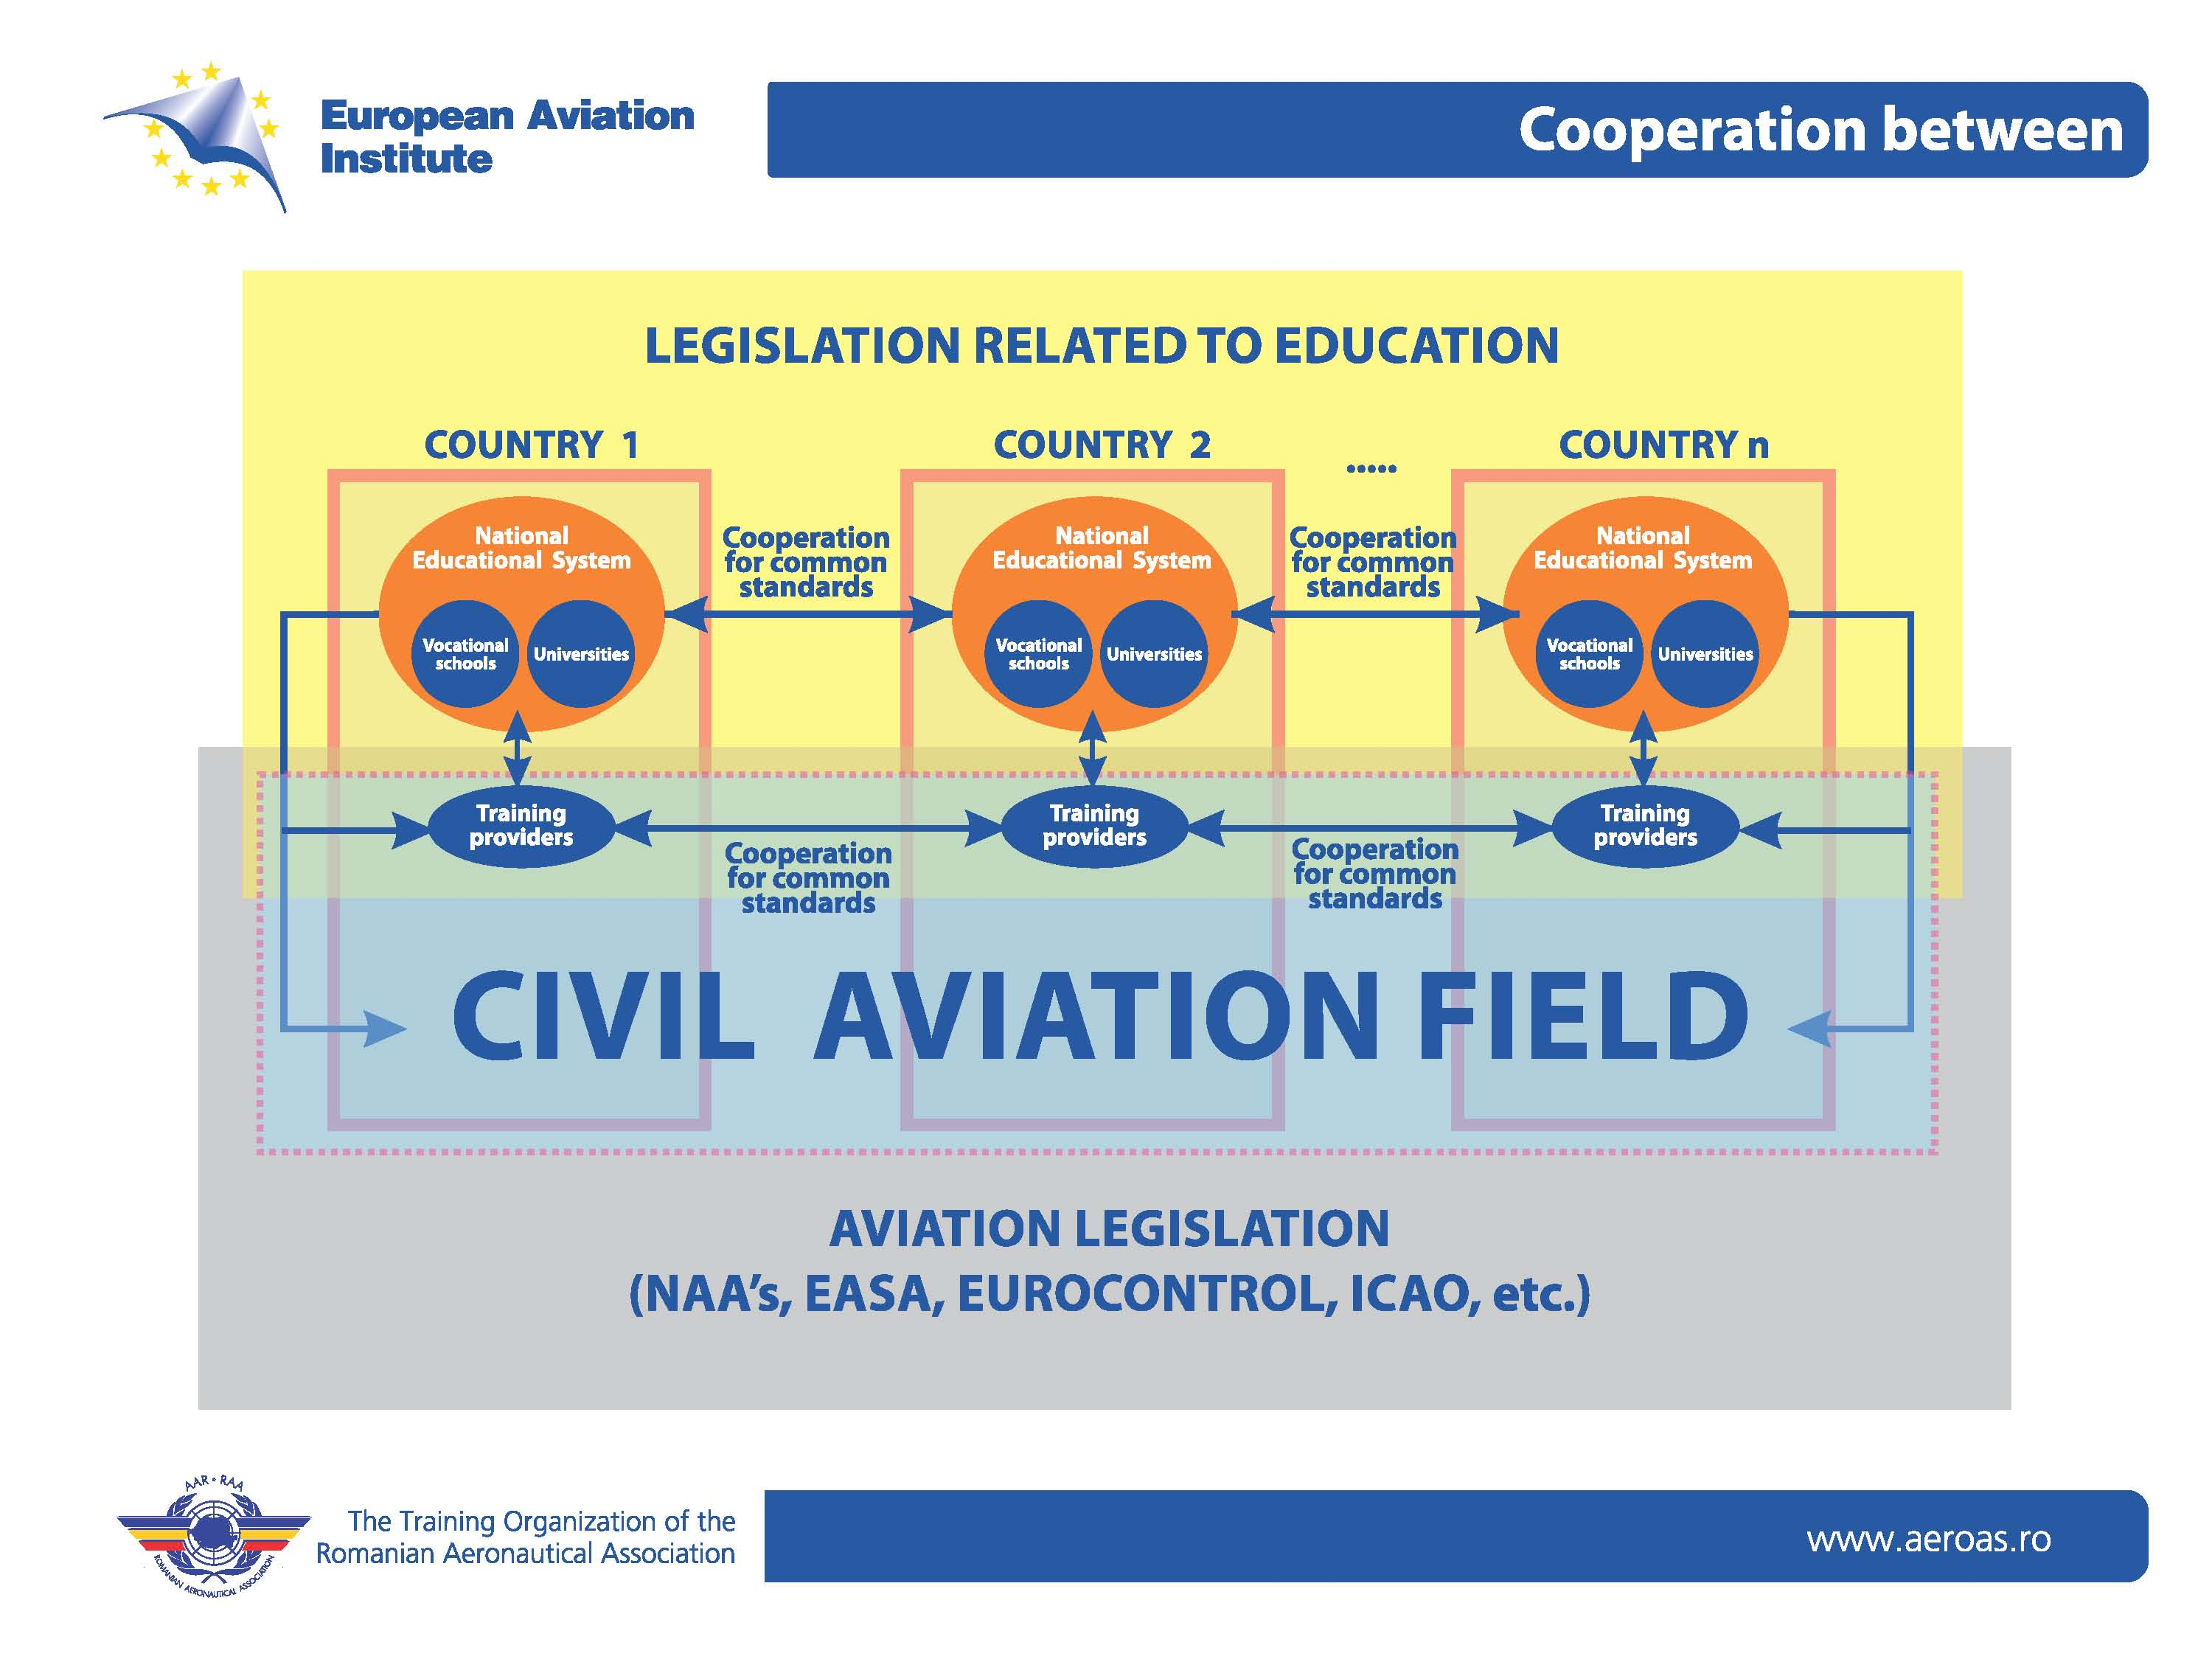 European Aviation
Institute
Cooperation between
LEGISLATION RELATED TO EDUCATION
COUNTRY 1
COUNTRY 2
.....
COUNTRY n
National
Educational System
Vocational
schools
Universities
Cooperation
for common
standards
National
Educational System
Vocational
schools
Universities
Cooperation
for common
standards
National
Educational System
Vocational
schools
Universities
Training
providers
Cooperation
for common
standards
Training
providers
Cooperation
for common
standards
Training
providers
CIVIL AVIATION FIELD
AVIATION LEGISLATION
(NAA’s, EASA, EUROCONTROL, ICAO, etc.)
AAR • RAA
ROMANIAN AERONAUTICAL ASSOCIATION
The Training Organization of the
Romanian Aeronautical Association
www.aeroas.ro